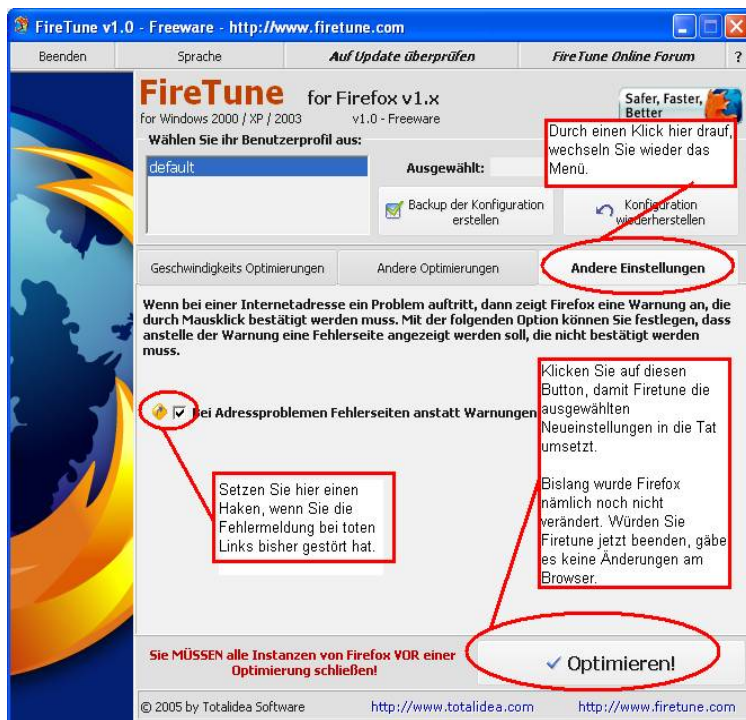 FireTune v1.0 - Freeware - http://www.firetune.com
Beenden Sprache Auf Update überprüfen FireTune Online Forum ?
FireTune for Firefox v1.x
for Windows 2000 / XP / 2003 v1.0 - Freeware
Safer, Faster,
Better
Wählen Sie ihr Benutzerprofil aus:
default
Ausgewählt:
Durch einen Klick hier drauf,
wechseln Sie wieder das
Menü.
Backup der Konfiguration
erstellen
Konfiguration
wiederherstellen
Geschwindigkeits Optimierungen Andere Optimierungen Andere Einstellungen
Wenn bei einer Internetadresse ein Problem auftritt, dann zeigt Firefox eine Warnung an, die
durch Mausklick bestätigt werden muss. Mit der folgenden Option können Sie festlegen, dass
anstelle der Warnung eine Fehlerseite angezeigt werden soll, die nicht bestätigt werden
muss.
Bei Adressproblemen Fehlerseiten anstatt Warnungen
Klicken Sie auf diesen
Button, damit Firetune die
ausgewählten
Neueinstellungen in die Tat
umsetzt.
Bislang wurde Firefox
nämlich noch nicht
verändert. Würden Sie
Firetune jetzt beenden, gäbe
es keine Änderungen am
Browser.
Setzen Sie hier einen
Haken, wenn Sie die
Fehlermeldung bei toten
Links bisher gestört hat.
Sie MÜSSEN alle Instanzen von Firefox VOR einer
Optimierung schließen!
Optimieren!
© 2005 by Totalidea Software http://www.totalidea.com http://www.firetune.com